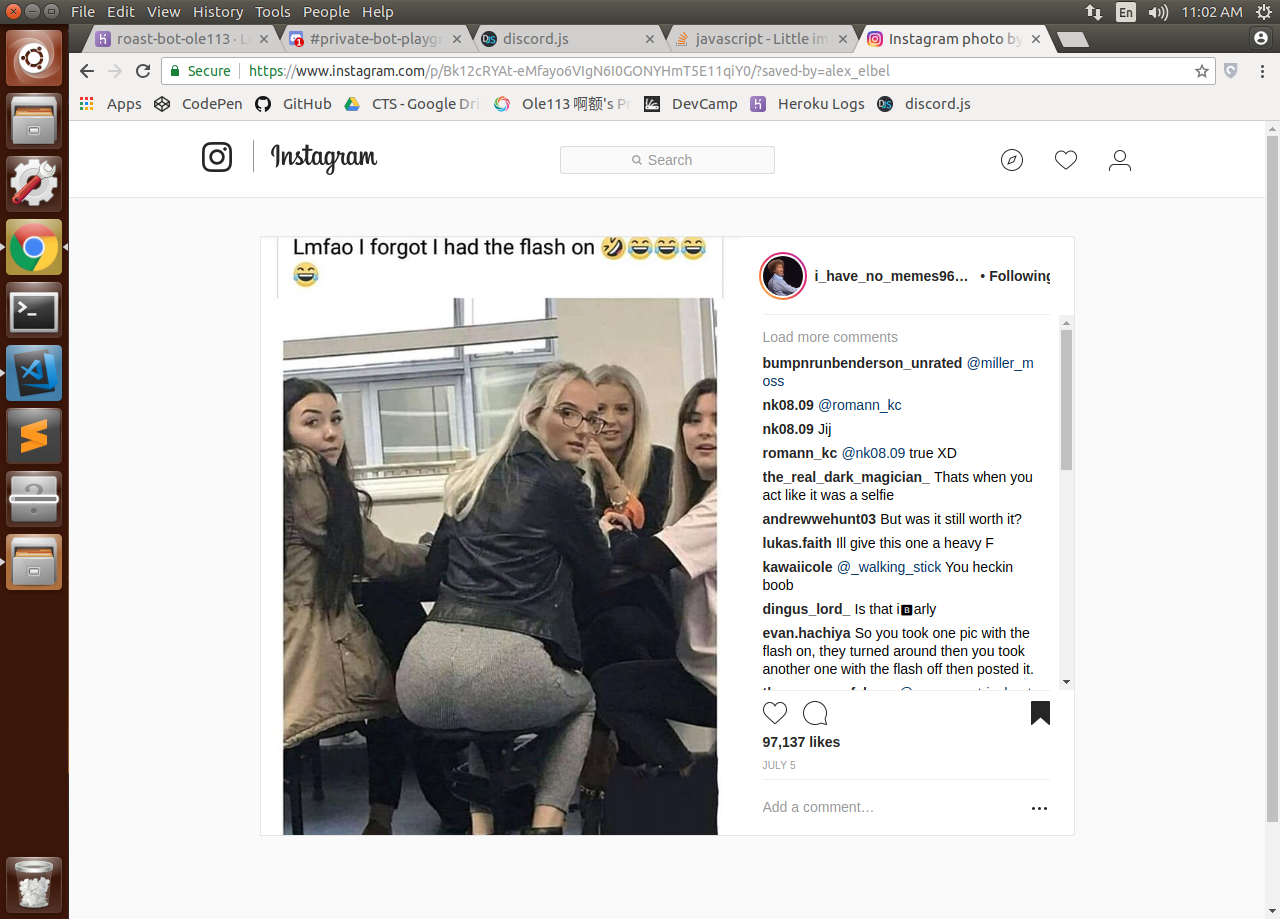 File Edit View History Tools People Help
En 11:02 AM
roast-bot-ole113 · L
#private-bot-playgr
discord.js
javascript - Little im
Instagram photo by
Secure https://www.instagram.com/p/Bk12cRYAt-eMfayo6VIgN6I0GONYHmT5E11qiY0/?saved-by=alex_elbel
Apps CodePen GitHub CTS - Google Dri Ole113 啊额's Pr DevCamp Heroku Logs discord.js
Instagram Search
Lmfao I forgot I had the flash on 🤣😂😂😂
😂
i_have_no_memes96… • Following
Load more comments
bumpnrunbenderson_unrated @miller_m
oss
nk08.09 @romann_kc
nk08.09 Jij
romann_kc @nk08.09 true XD
the_real_dark_magician_ Thats when you
act like it was a selfie
andrewwehunt03 But was it still worth it?
lukas.faith Ill give this one a heavy F
kawaiicole @_walking_stick You heckin
boob
dingus_lord_ Is that i🅱arly
evan.hachiya So you took one pic with the
flash on, they turned around then you took
another one with the flash off then posted it.
97,137 likes
JULY 5
Add a comment…